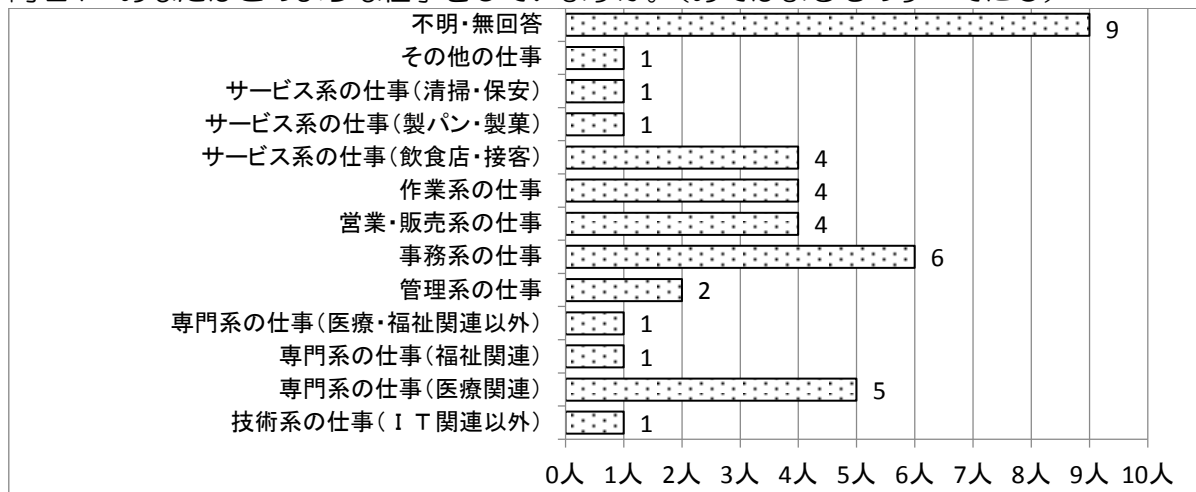 不明・無回答 9
その他の仕事 1
サービス系の仕事(清掃・保安) 1
サービス系の仕事(製パン・製菓) 1
サービス系の仕事(飲食店・接客) 4
作業系の仕事 4
営業・販売系の仕事 4
事務系の仕事 6
管理系の仕事 2
専門系の仕事(医療・福祉関連以外) 1
専門系の仕事(福祉関連) 1
専門系の仕事(医療関連) 5
技術系の仕事(IT関連以外) 1
0人 1人 2人 3人 4人 5人 6人 7人 8人 9人 10人